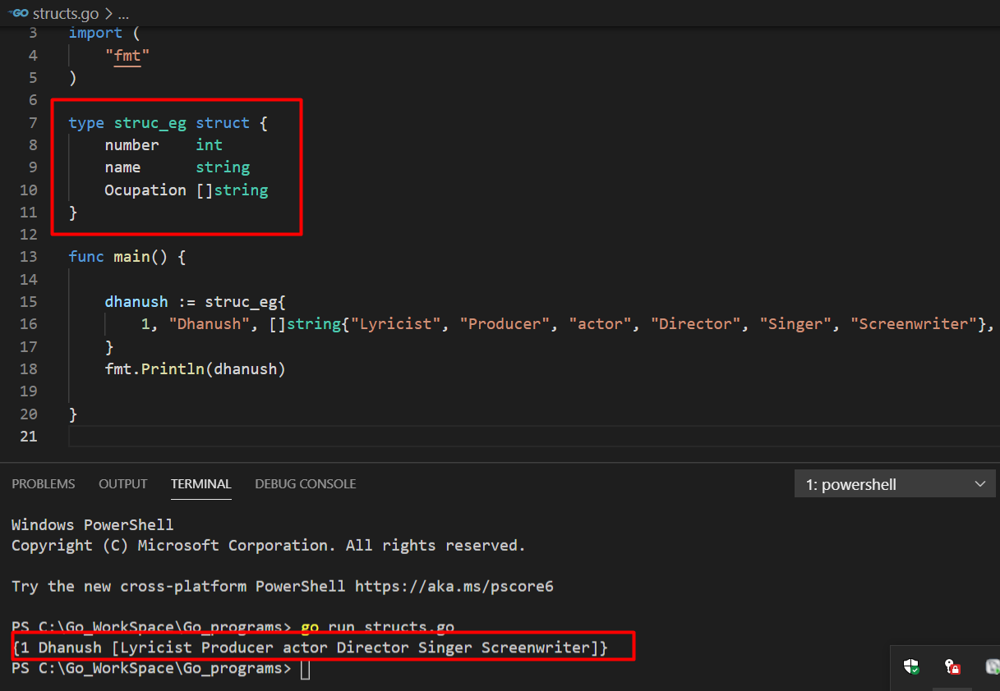 GO structs.go > ...
3 import (
4 "fmt"
5 )
6
7 type struc_eg struct {
8 number int
9 name string
10 Ocupation []string
11 }
12
13 func main() {
14
15 dhanush := struc_eg{
16 1, "Dhanush", []string{"Lyricist", "Producer", "actor", "Director", "Singer", "Screenwriter"},
17 }
18 fmt.Println(dhanush)
19
20 }
21
PROBLEMS OUTPUT TERMINAL DEBUG CONSOLE 1: powershell
Windows PowerShell
Copyright (C) Microsoft Corporation. All rights reserved.
Try the new cross-platform PowerShell https://aka.ms/pscore6
PS C:\Go_WorkSpace\Go_programs> go run structs.go
{1 Dhanush [Lyricist Producer actor Director Singer Screenwriter]}
PS C:\Go_WorkSpace\Go_programs>